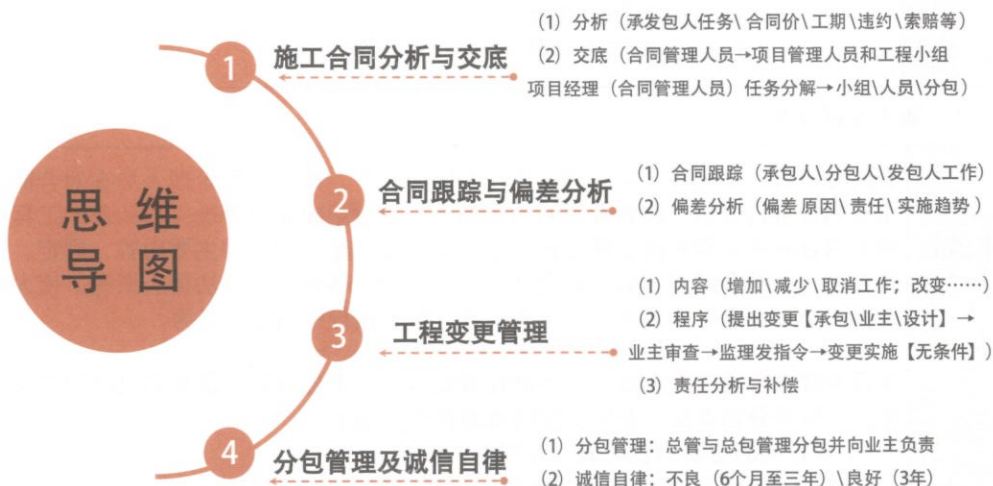 思维
导图
1
施工合同分析与交底
（1）分析（承发包人任务\合同价\工期\违约\索赔等）
（2）交底（合同管理人员→项目管理人员和工程小组
项目经理（合同管理人员）任务分解→小组\人员\分包）
2
合同跟踪与偏差分析
（1）合同跟踪（承包人\分包人\发包人工作）
（2）偏差分析（偏差原因\责任\实施趋势）
3
工程变更管理
（1）内容（增加\减少\取消工作；改变……）
（2）程序（提出变更【承包\业主\设计】→
业主审查→监理发指令→变更实施【无条件】）
（3）责任分析与补偿
4
分包管理及诚信自律
（1）分包管理：总管与总包管理分包并向业主负责
（2）诚信自律：不良（6个月至三年）\良好（3年）